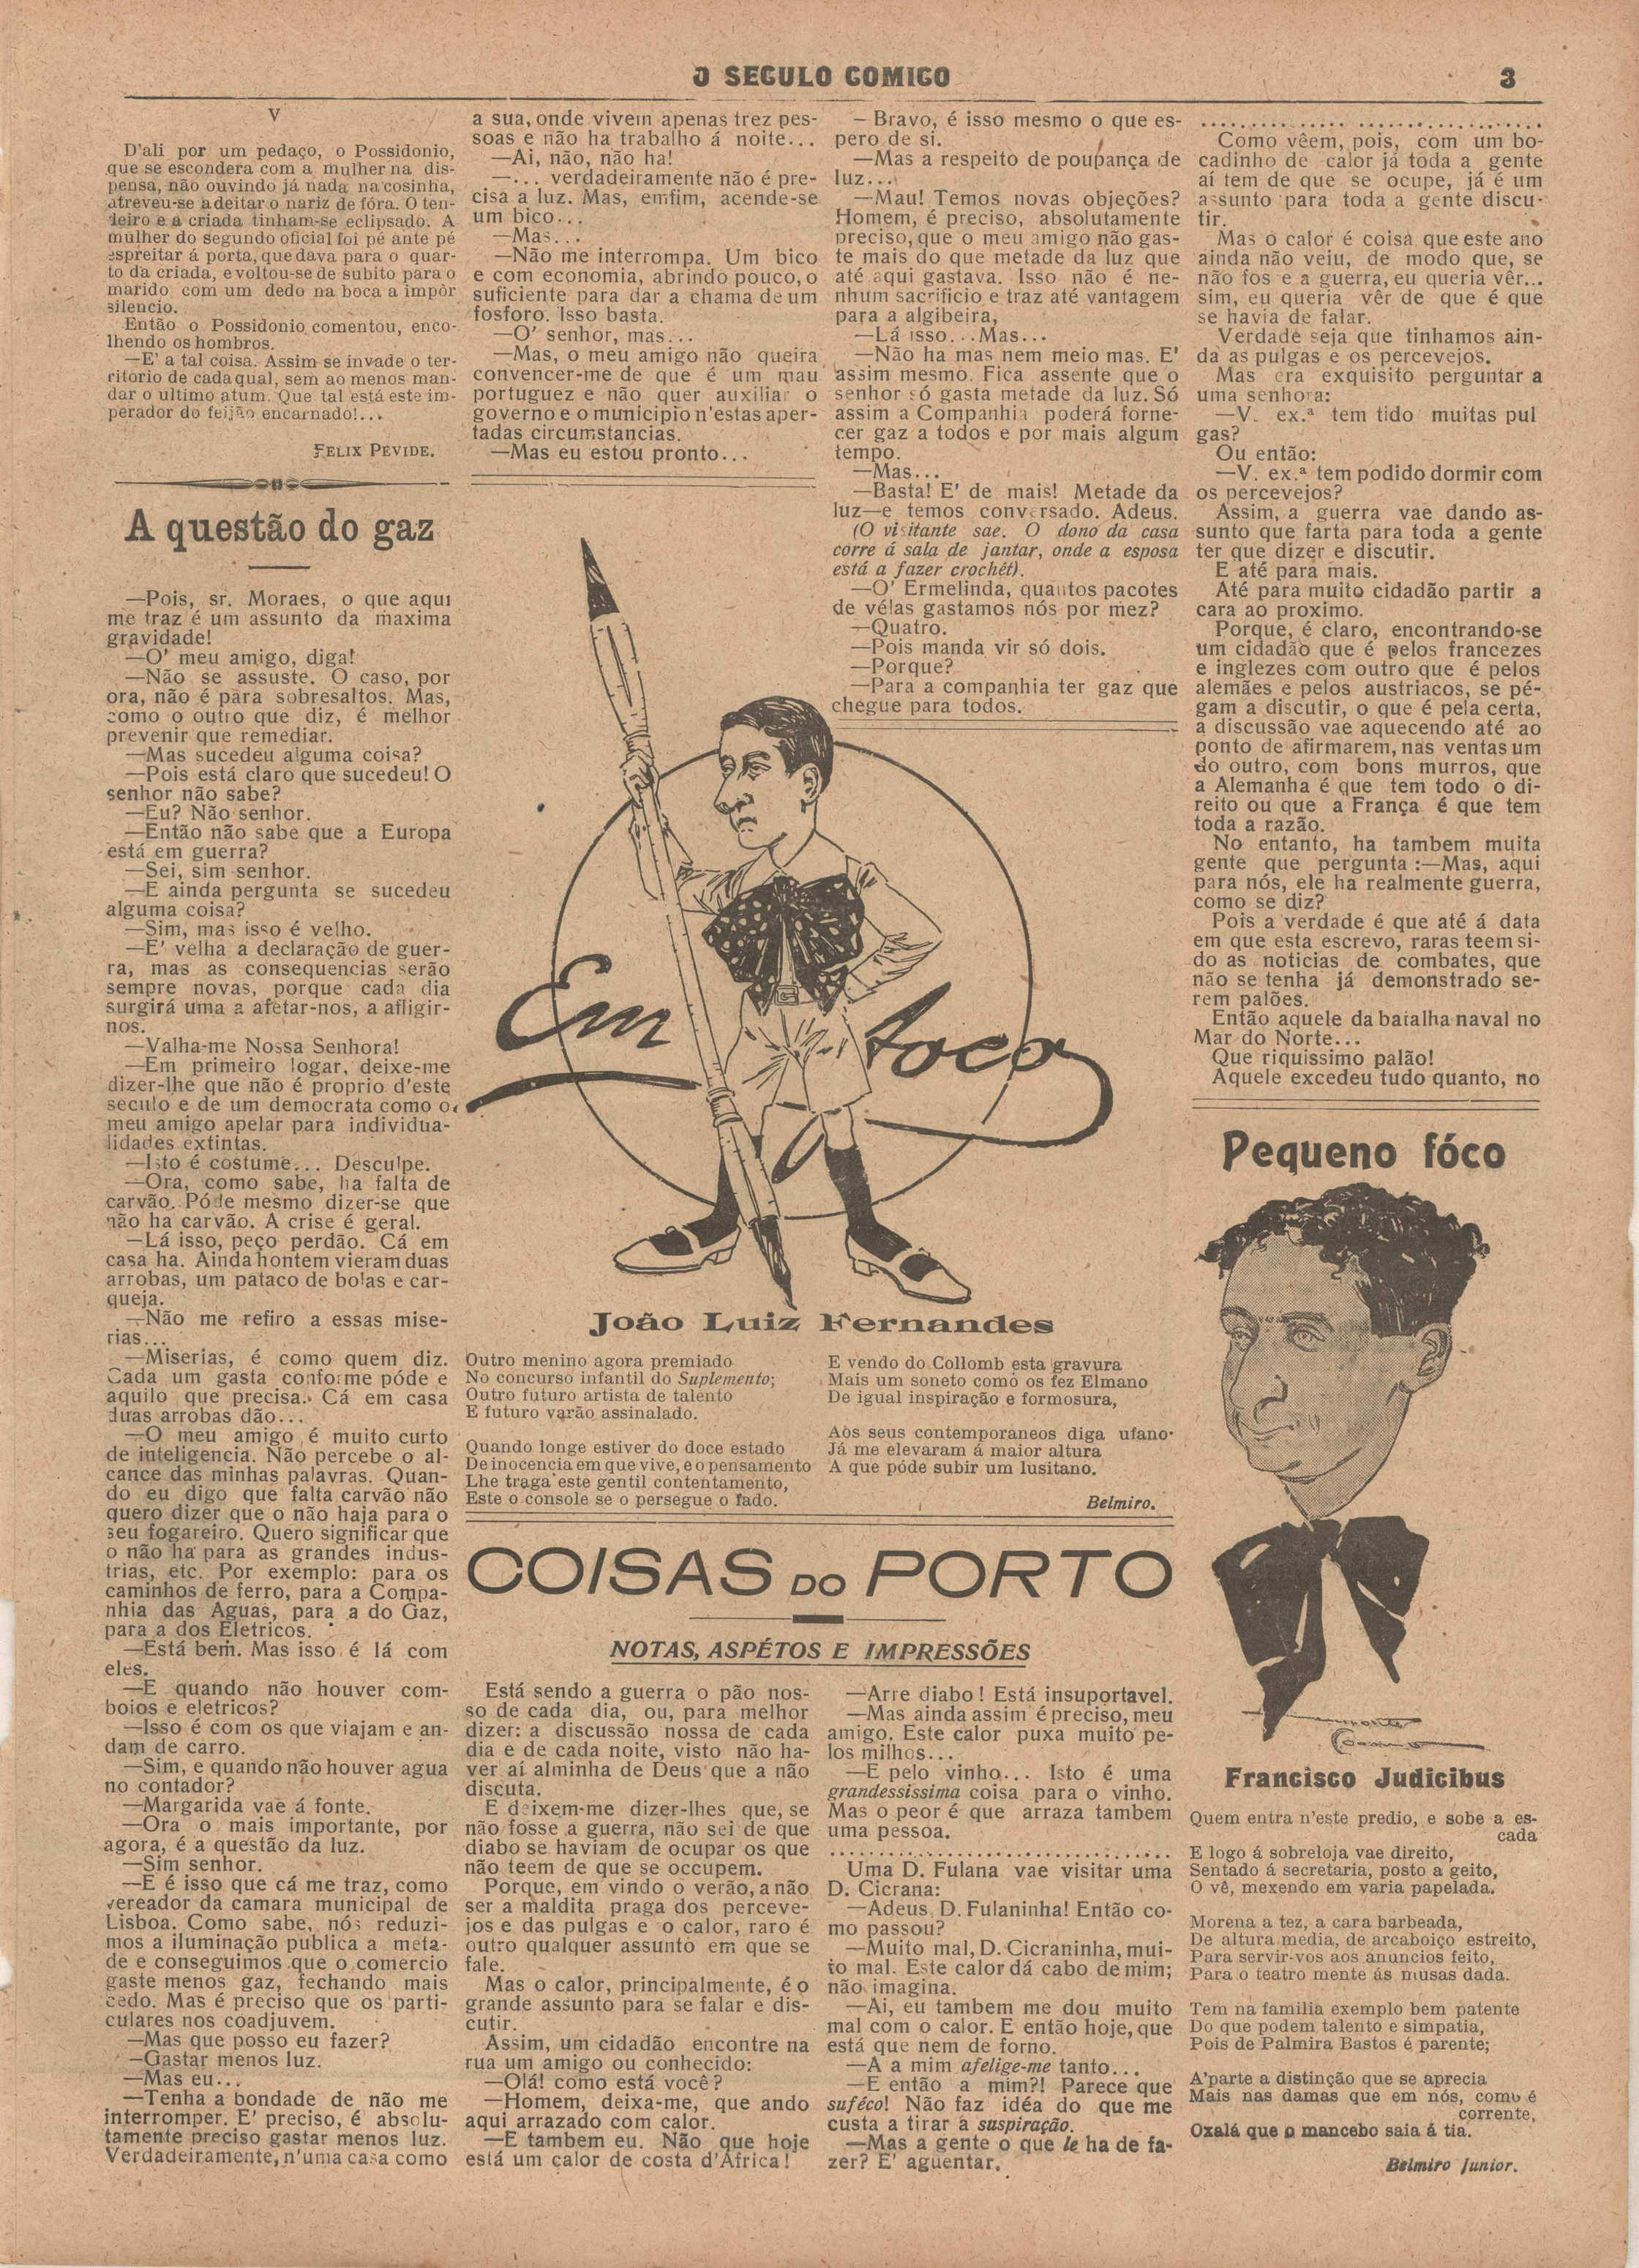 O SECULO COMICO
3
V
D'ali por um pedaço, o Possidonio,
que se escondera com a mulher na dis-
pensa, não ouvindo já nada na cosinha,
atreveu-se a deitar o nariz de fóra. O ten-
deiro e a criada tinham-se eclipsado. A
mulher do segundo oficial foi pé ante pé
espreitar á porta, que dava para o quar-
to da criada, e voltou-se de subito para o
marido com um dedo na boca a impôr
silencio.
Então o Possidonio comentou, enco-
lhendo os hombros.
—E' a tal coisa. Assim se invade o ter-
ritorio de cada qual, sem ao menos man-
dar o ultimo atum. Que tal está este im-
perador do feijão encarnado!...
FELIX PEVIDE.
A questão do gaz
—Pois, sr. Moraes, o que aqui
me traz é um assunto da maxima
gravidade!
—O' meu amigo, diga!
—Não se assuste. O caso, por
ora, não é para sobresaltos. Mas,
como o outro que diz, é melhor
prevenir que remediar.
—Mas sucedeu alguma coisa?
—Pois está claro que sucedeu! O
senhor não sabe?
—Eu? Não senhor.
—Então não sabe que a Europa
está em guerra?
—Sei, sim senhor.
—E ainda pergunta se sucedeu
alguma coisa?
—Sim, mas isso é velho.
—E' velha a declaração de guer-
ra, mas as consequencias serão
sempre novas, porque cada dia
surgirá uma a afetar-nos, a afligir-
nos.
—Valha-me Nossa Senhora!
—Em primeiro logar, deixe-me
dizer-lhe que não é proprio d'este
seculo e de um democrata como o
meu amigo apelar para individua-
lidades extintas.
—Isto é costume... Desculpe.
—Ora, como sabe, ha falta de
carvão. Póde mesmo dizer-se que
não ha carvão. A crise é geral.
—Lá isso, peço perdão. Cá em
casa ha. Ainda hontem vieram duas
arrobas, um pataco de bolas e car-
queja.
—Não me refiro a essas mise-
rias...
—Miserias, é como quem diz.
Cada um gasta conforme póde e
aquilo que precisa. Cá em casa
duas arrobas dão...
—O meu amigo é muito curto
de inteligencia. Não percebe o al-
cance das minhas palavras. Quan-
do eu digo que falta carvão não
quero dizer que o não haja para o
seu fogareiro. Quero significar que
o não ha para as grandes indus-
trias, etc. Por exemplo: para os
caminhos de ferro, para a Compa-
nhia das Aguas, para a do Gaz,
para a dos Eletricos.
—Está bem. Mas isso é lá com
eles.
—E quando não houver com-
boios e eletricos?
—Isso é com os que viajam e an-
dam de carro.
—Sim, e quando não houver agua
no contador?
—Margarida vae á fonte.
—Ora o mais importante, por
agora, é a questão da luz.
—Sim senhor.
—E é isso que cá me traz, como
vereador da camara municipal de
Lisboa. Como sabe, nós reduzi-
mos a iluminação publica a meta-
de e conseguimos que o comercio
gaste menos gaz, fechando mais
cedo. Mas é preciso que os parti-
culares nos coadjuvem.
—Mas que posso eu fazer?
—Gastar menos luz.
—Mas eu...
—Tenha a bondade de não me
interromper. E' preciso, é absolu-
tamente preciso gastar menos luz.
Verdadeiramente, n'uma casa como
a sua, onde vivem apenas trez pes-
soas e não ha trabalho á noite...
—Ai, não, não ha!
—... verdadeiramente não é pre-
cisa a luz. Mas, emfim, acende-se
um bico...
—Mas...
—Não me interrompa. Um bico
e com economia, abrindo pouco, o
suficiente para dar a chama de um
fosforo. Isso basta.
—O' senhor, mas...
—Mas, o meu amigo não queira
convencer-me de que é um mau
portuguez e não quer auxiliar o
governo e o municipio n'estas aper-
tadas circumstancias.
—Mas eu estou pronto...
— Bravo, é isso mesmo o que es-
pero de si.
—Mas a respeito de poupança de
luz...
—Mau! Temos novas objeções?
Homem, é preciso, absolutamente
preciso, que o meu amigo não gas-
te mais do que metade da luz que
até aqui gastava. Isso não é ne-
nhum sacrificio e traz até vantagem
para a algibeira,
—Lá isso... Mas...
—Não ha mas nem meio mas. E'
assim mesmo. Fica assente que o
senhor só gasta metade da luz. Só
assim a Companhia poderá forne-
cer gaz a todos e por mais algum
tempo.
—Mas...
—Basta! E' de mais! Metade da
luz—e temos conversado. Adeus.
(O visitante sae. O dono da casa
corre á sala de jantar, onde a esposa
está a fazer crochét).
—O' Ermelinda, quantos pacotes
de vélas gastamos nós por mez?
—Quatro.
—Pois manda vir só dois.
—Porque?
—Para a companhia ter gaz que
chegue para todos.
Em foco
João Luiz Fernandes
Outro menino agora premiado
No concurso infantil do Suplemento;
Outro futuro artista de talento
E futuro varão assinalado.
Quando longe estiver do doce estado
De inocencia em que vive, e o pensamento
Lhe traga este gentil contentamento,
Este o console se o persegue o fado.
E vendo do Collomb esta gravura
Mais um soneto como os fez Elmano
De igual inspiração e formosura,
Aos seus contemporaneos diga ufano
Já me elevaram á maior altura
A que póde subir um lusitano.
Belmiro.
COISAS DO PORTO
NOTAS, ASPÉTOS E IMPRESSÕES
Está sendo a guerra o pão nos-
so de cada dia, ou, para melhor
dizer: a discussão nossa de cada
dia e de cada noite, visto não ha-
ver aí alminha de Deus que a não
discuta.
E deixem-me dizer-lhes que, se
não fosse a guerra, não sei de que
diabo se haviam de ocupar os que
não teem de que se occupem.
Porque, em vindo o verão, a não
ser a maldita praga dos perceve-
jos e das pulgas e o calor, raro é
outro qualquer assunto em que se
fale.
Mas o calor, principalmente, é o
grande assunto para se falar e dis-
cutir.
Assim, um cidadão encontre na
rua um amigo ou conhecido:
—Olá! como está você?
—Homem, deixa-me, que ando
aqui arrazado com calor.
—E tambem eu. Não que hoje
está um calor de costa d'Africa!
—Arre diabo! Está insuportavel.
—Mas ainda assim é preciso, meu
amigo. Este calor puxa muito pe-
los milhos...
—E pelo vinho... Isto é uma
grandessissima coisa para o vinho.
Mas o peor é que arraza tambem
uma pessoa.
......................................
Uma D. Fulana vae visitar uma
D. Cicrana:
—Adeus, D. Fulaninha! Então co-
mo passou?
—Muito mal, D. Cicraninha, mui-
to mal. Este calor dá cabo de mim;
não imagina.
—Ai, eu tambem me dou muito
mal com o calor. E então hoje, que
está que nem de forno.
—A a mim afelige-me tanto...
—E então a mim?! Parece que
suféco! Não faz idéa do que me
custa a tirar a suspiração.
—Mas a gente o que le ha de fa-
zer? E' aguentar.
......................................
Como vêem, pois, com um bo-
cadinho de calor já toda a gente
aí tem de que se ocupe, já é um
assunto para toda a gente discu-
tir.
Mas o calor é coisa que este ano
ainda não veiu, de modo que, se
não fos e a guerra, eu queria vêr...
sim, eu queria vêr de que é que
se havia de falar.
Verdade seja que tinhamos ain-
da as pulgas e os percevejos.
Mas era exquisito perguntar a
uma senhora:
—V. ex.ª tem tido muitas pul
gas?
Ou então:
—V. ex.ª tem podido dormir com
os percevejos?
Assim, a guerra vae dando as-
sunto que farta para toda a gente
ter que dizer e discutir.
E até para mais.
Até para muito cidadão partir a
cara ao proximo.
Porque, é claro, encontrando-se
um cidadão que é pelos francezes
e inglezes com outro que é pelos
alemães e pelos austriacos, se pé-
gam a discutir, o que é pela certa,
a discussão vae aquecendo até ao
ponto de afirmarem, nas ventas um
do outro, com bons murros, que
a Alemanha é que tem todo o di-
reito ou que a França é que tem
toda a razão.
No entanto, ha tambem muita
gente que pergunta:—Mas, aqui
para nós, ele ha realmente guerra,
como se diz?
Pois a verdade é que até á data
em que esta escrevo, raras teem si-
do as noticias de combates, que
não se tenha já demonstrado se-
rem palões.
Então aquele da batalha naval no
Mar do Norte...
Que riquissimo palão!
Aquele excedeu tudo quanto, no
Pequeno fóco
Francisco Judicibus
Quem entra n'este predio, e sobe a es-
cada
E logo á sobreloja vae direito,
Sentado á secretaria, posto a geito,
O vê, mexendo em varia papelada.
Morena a tez, a cara barbeada,
De altura media, de arcaboiço estreito,
Para servir-vos aos anuncios feito,
Para o teatro mente ás musas dada.
Tem na familia exemplo bem patente
Do que podem talento e simpatia,
Pois de Palmira Bastos é parente;
A'parte a distinção que se aprecia
Mais nas damas que em nós, como é
corrente,
Oxalá que o mancebo saia á tia.
Belmiro Junior.